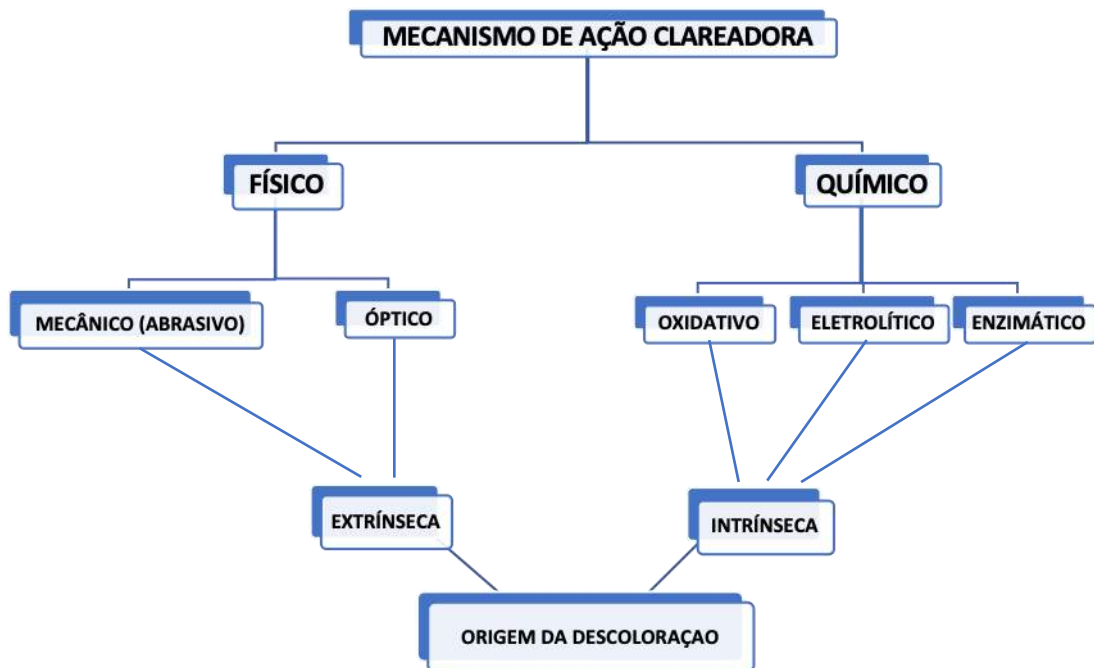 MECANISMO DE AÇÃO CLAREADORA
FÍSICO
QUÍMICO
MECÂNICO (ABRASIVO)
ÓPTICO
OXIDATIVO
ELETROLÍTICO
ENZIMÁTICO
EXTRÍNSECA
INTRÍNSECA
ORIGEM DA DESCOLORAÇAO